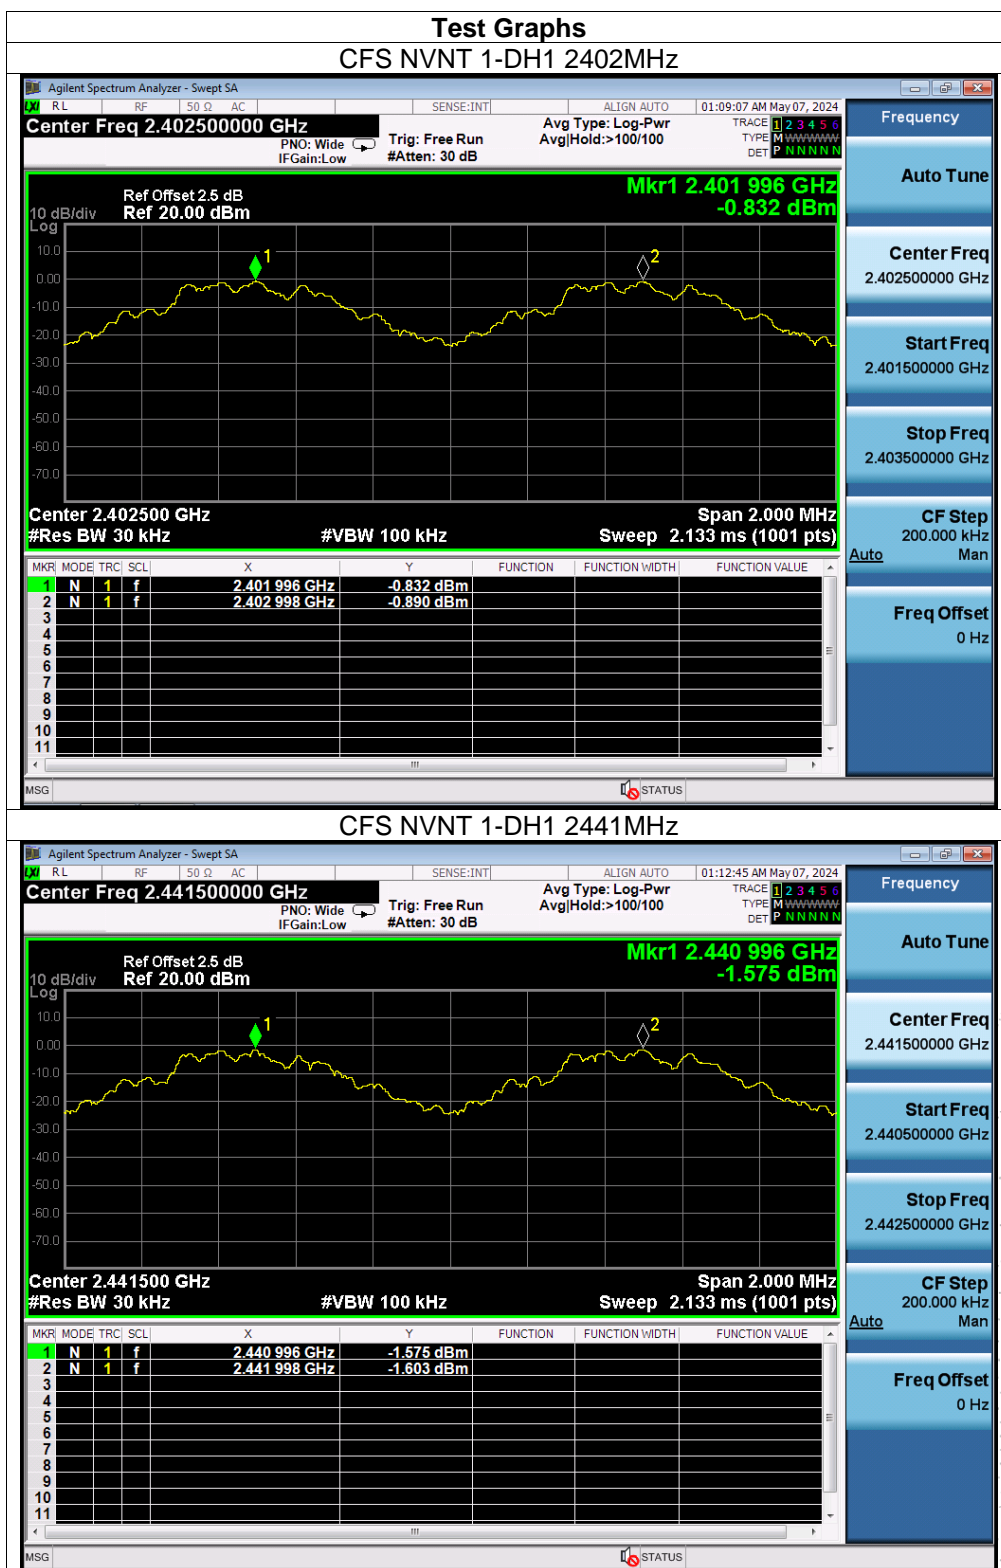 Test Graphs
CFS NVNT 1-DH1 2402MHz
Agilent Spectrum Analyzer - Swept SA
LXI RL RF 50 Ω AC SENSE:INT ALIGN AUTO 01:09:07 AM May 07, 2024
Center Freq 2.402500000 GHz
PNO: Wide
IFGain:Low
Trig: Free Run
#Atten: 30 dB
Avg Type: Log-Pwr
Avg|Hold:>100/100
TRACE 1 2 3 4 5 6
TYPE M WWWWW
DET P N N N N N
Frequency
Mkr1 2.401 996 GHz
-0.832 dBm
Ref Offset 2.5 dB
10 dB/div Ref 20.00 dBm
Log
10.0
0.00
-10.0
-20.0
-30.0
-40.0
-50.0
-60.0
-70.0
1
2
Center 2.402500 GHz Span 2.000 MHz
#Res BW 30 kHz #VBW 100 kHz Sweep 2.133 ms (1001 pts)
MKR MODE TRC SCL X Y FUNCTION FUNCTION WIDTH FUNCTION VALUE
1 N 1 f 2.401 996 GHz -0.832 dBm
2 N 1 f 2.402 998 GHz -0.890 dBm
3
4
5
6
7
8
9
10
11
MSG STATUS
Auto Tune
Center Freq
2.402500000 GHz
Start Freq
2.401500000 GHz
Stop Freq
2.403500000 GHz
CF Step
200.000 kHz
Auto Man
Freq Offset
0 Hz
CFS NVNT 1-DH1 2441MHz
Agilent Spectrum Analyzer - Swept SA
LXI RL RF 50 Ω AC SENSE:INT ALIGN AUTO 01:12:45 AM May 07, 2024
Center Freq 2.441500000 GHz
PNO: Wide
IFGain:Low
Trig: Free Run
#Atten: 30 dB
Avg Type: Log-Pwr
Avg|Hold:>100/100
TRACE 1 2 3 4 5 6
TYPE M WWWWW
DET P N N N N N
Frequency
Mkr1 2.440 996 GHz
-1.575 dBm
Ref Offset 2.5 dB
10 dB/div Ref 20.00 dBm
Log
10.0
0.00
-10.0
-20.0
-30.0
-40.0
-50.0
-60.0
-70.0
1
2
Center 2.441500 GHz Span 2.000 MHz
#Res BW 30 kHz #VBW 100 kHz Sweep 2.133 ms (1001 pts)
MKR MODE TRC SCL X Y FUNCTION FUNCTION WIDTH FUNCTION VALUE
1 N 1 f 2.440 996 GHz -1.575 dBm
2 N 1 f 2.441 998 GHz -1.603 dBm
3
4
5
6
7
8
9
10
11
MSG STATUS
Auto Tune
Center Freq
2.441500000 GHz
Start Freq
2.440500000 GHz
Stop Freq
2.442500000 GHz
CF Step
200.000 kHz
Auto Man
Freq Offset
0 Hz